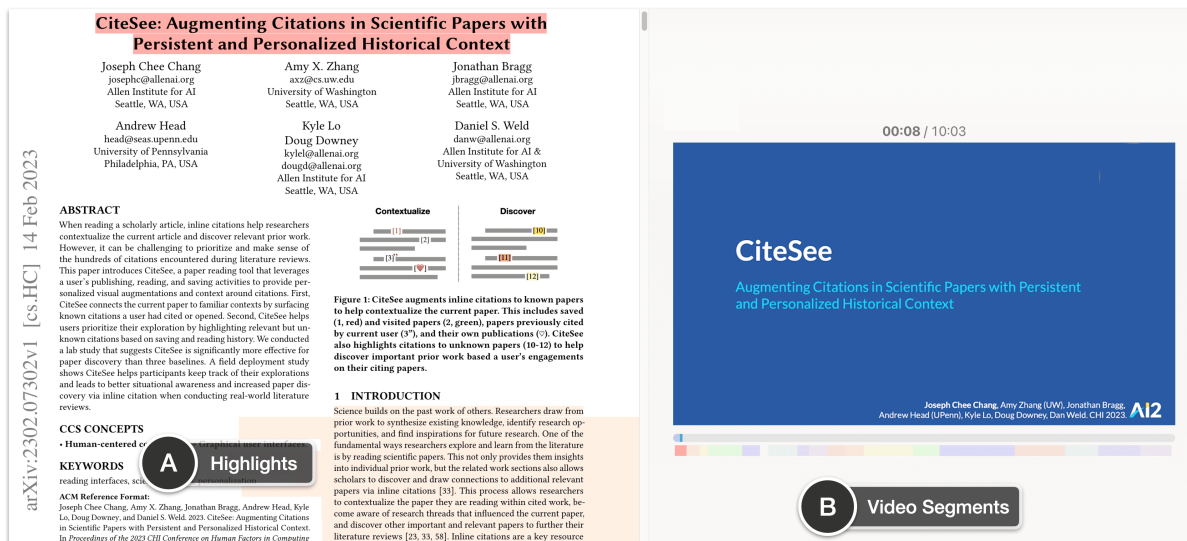 CiteSee: Augmenting Citations in Scientific Papers with
Persistent and Personalized Historical Context
Joseph Chee Chang
josephc@allenai.org
Allen Institute for AI
Seattle, WA, USA
Amy X. Zhang
axz@cs.uw.edu
University of Washington
Seattle, WA, USA
Jonathan Bragg
jbragg@allenai.org
Allen Institute for AI
Seattle, WA, USA
Andrew Head
head@seas.upenn.edu
University of Pennsylvania
Philadelphia, PA, USA
Kyle Lo
Doug Downey
kylel@allenai.org
dougd@allenai.org
Allen Institute for AI
Seattle, WA, USA
Daniel S. Weld
danw@allenai.org
Allen Institute for AI &
University of Washington
Seattle, WA, USA
arXiv:2302.07302v1 [cs.HC] 14 Feb 2023
ABSTRACT
When reading a scholarly article, inline citations help researchers
contextualize the current article and discover relevant prior work.
However, it can be challenging to prioritize and make sense of
the hundreds of citations encountered during literature reviews.
This paper introduces CiteSee, a paper reading tool that leverages
a user's publishing, reading, and saving activities to provide per-
sonalized visual augmentations and context around citations. First,
CiteSee connects the current paper to familiar contexts by surfacing
known citations a user had cited or opened. Second, CiteSee helps
users prioritize their exploration by highlighting relevant but un-
known citations based on saving and reading history. We conducted
a lab study that suggests CiteSee is significantly more effective for
paper discovery than three baselines. A field deployment study
shows CiteSee helps participants keep track of their explorations
and leads to better situational awareness and increased paper dis-
covery via inline citation when conducting real-world literature
reviews.
CCS CONCEPTS
• Human-centered co Graphical user interfaces.
KEYWORDS
reading interfaces, scie personalization
ACM Reference Format:
Joseph Chee Chang, Amy X. Zhang, Jonathan Bragg, Andrew Head, Kyle
Lo, Doug Downey, and Daniel S. Weld. 2023. CiteSee: Augmenting Citations
in Scientific Papers with Persistent and Personalized Historical Context.
In Proceedings of the 2023 CHI Conference on Human Factors in Computing
A Highlights
Contextualize
[1]
[2]
[3]”
[♥]
Discover
[10]
[11]
[12]
Figure 1: CiteSee augments inline citations to known papers
to help contextualize the current paper. This includes saved
(1, red) and visited papers (2, green), papers previously cited
by current user (3”), and their own publications (♡). CiteSee
also highlights citations to unknown papers (10-12) to help
discover important prior work based a user's engagements
on their citing papers.
1 INTRODUCTION
Science builds on the past work of others. Researchers draw from
prior work to synthesize existing knowledge, identify research op-
portunities, and find inspirations for future research. One of the
fundamental ways researchers explore and learn from the literature
is by reading scientific papers. This not only provides them insights
into individual prior work, but the related work sections also allows
scholars to discover and draw connections to additional relevant
papers via inline citations [33]. This process allows researchers
to contextualize the paper they are reading within cited work, be-
come aware of research threads that influenced the current paper,
and discover other important and relevant papers to further their
literature reviews [23, 33, 58]. Inline citations are a key resource
00:08 / 10:03
CiteSee
Augmenting Citations in Scientific Papers with Persistent
and Personalized Historical Context
Joseph Chee Chang, Amy Zhang (UW), Jonathan Bragg,
Andrew Head (UPenn), Kyle Lo, Doug Downey, Dan Weld. CHI 2023.
AI2
B Video Segments